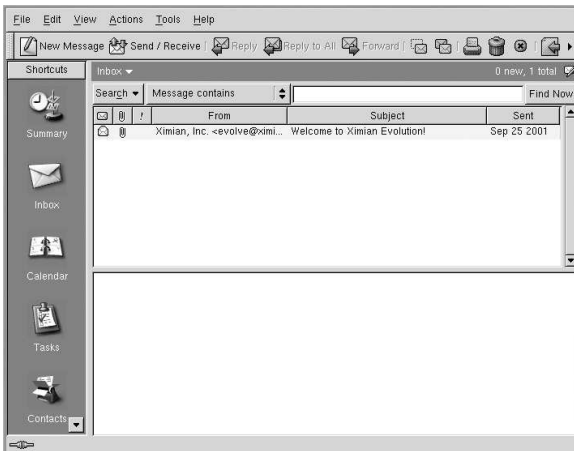 File Edit View Actions Tools Help
New Message Send / Receive Reply Reply to All Forward
Shortcuts
Inbox 0 new, 1 total
Search Message contains Find Now
! From Subject Sent
Ximian, Inc. <evolve@ximi... Welcome to Ximian Evolution! Sep 25 2001
Summary
Inbox
Calendar
Tasks
Contacts